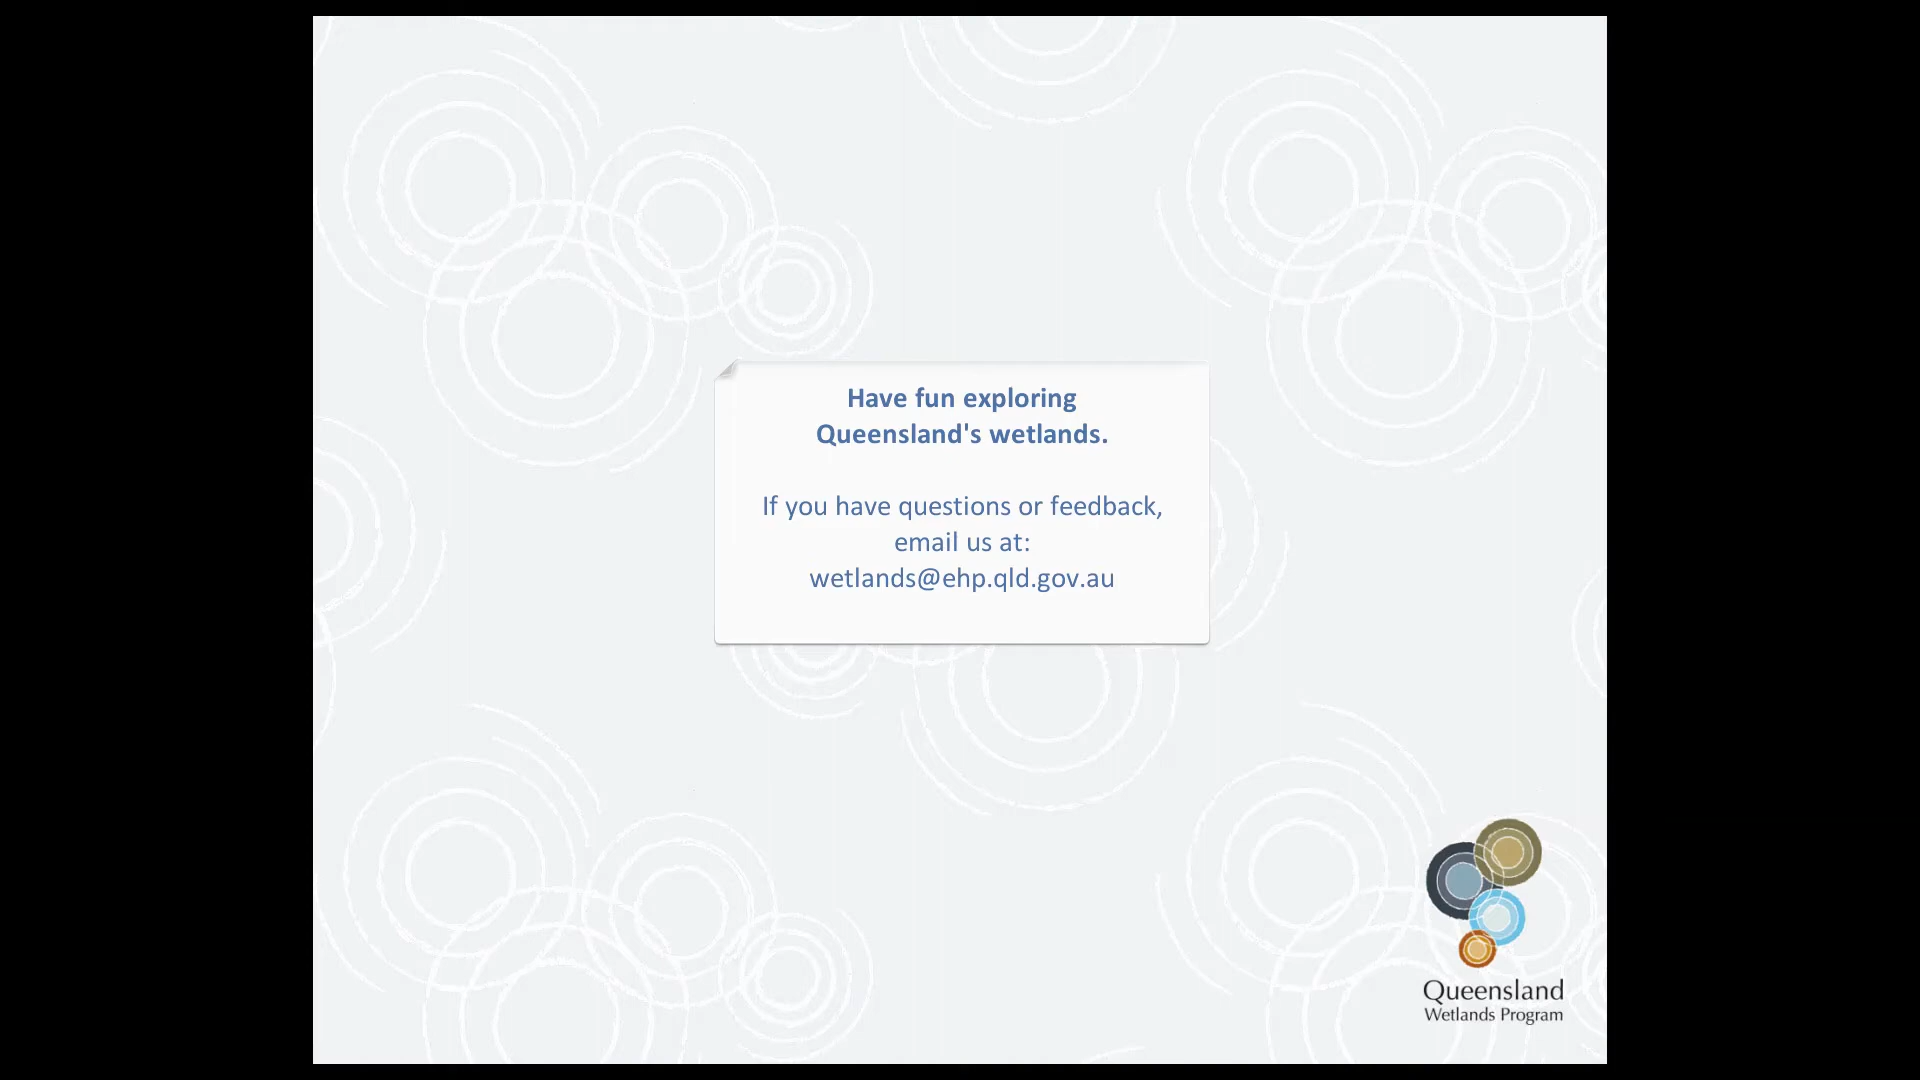 Have fun exploring
Queensland's wetlands.
If you have questions or feedback,
email us at:
wetlands@ehp.qld.gov.au
Queensland
Wetlands Program